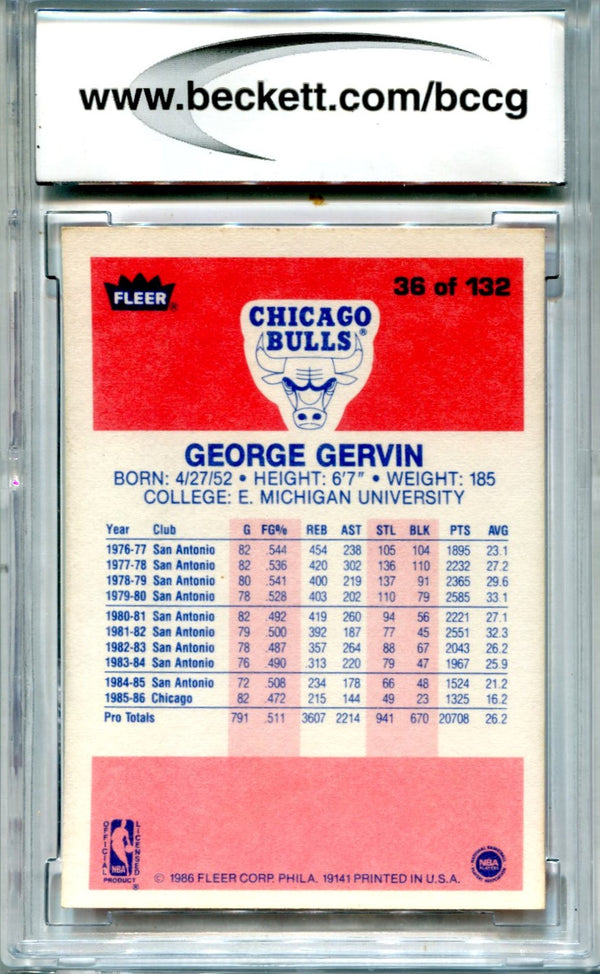 www.beckett.com/bccg
FLEER®
36 of 132
CHICAGO
BULLS®
GEORGE GERVIN
BORN: 4/27/52 • HEIGHT: 6'7" • WEIGHT: 185
COLLEGE: E. MICHIGAN UNIVERSITY
Year Club G FG% REB AST STL BLK PTS AVG
1976-77 San Antonio 82 .544 454 238 105 104 1895 23.1
1977-78 San Antonio 82 .536 420 302 136 110 2232 27.2
1978-79 San Antonio 80 .541 400 219 137 91 2365 29.6
1979-80 San Antonio 78 .528 403 202 110 79 2585 33.1
1980-81 San Antonio 82 .492 419 260 94 56 2221 27.1
1981-82 San Antonio 79 .500 392 187 77 45 2551 32.3
1982-83 San Antonio 78 .487 357 264 88 67 2043 26.2
1983-84 San Antonio 76 .490 .313 220 79 47 1967 25.9
1984-85 San Antonio 72 .508 234 178 66 48 1524 21.2
1985-86 Chicago 82 .472 215 144 49 23 1325 16.2
Pro Totals 791 .511 3607 2214 941 670 20708 26.2
OFFICIAL LICENSED
NBA
PRODUCT ®
© 1986 FLEER CORP. PHILA. 19141 PRINTED IN U.S.A.
NBA
PLAYERS